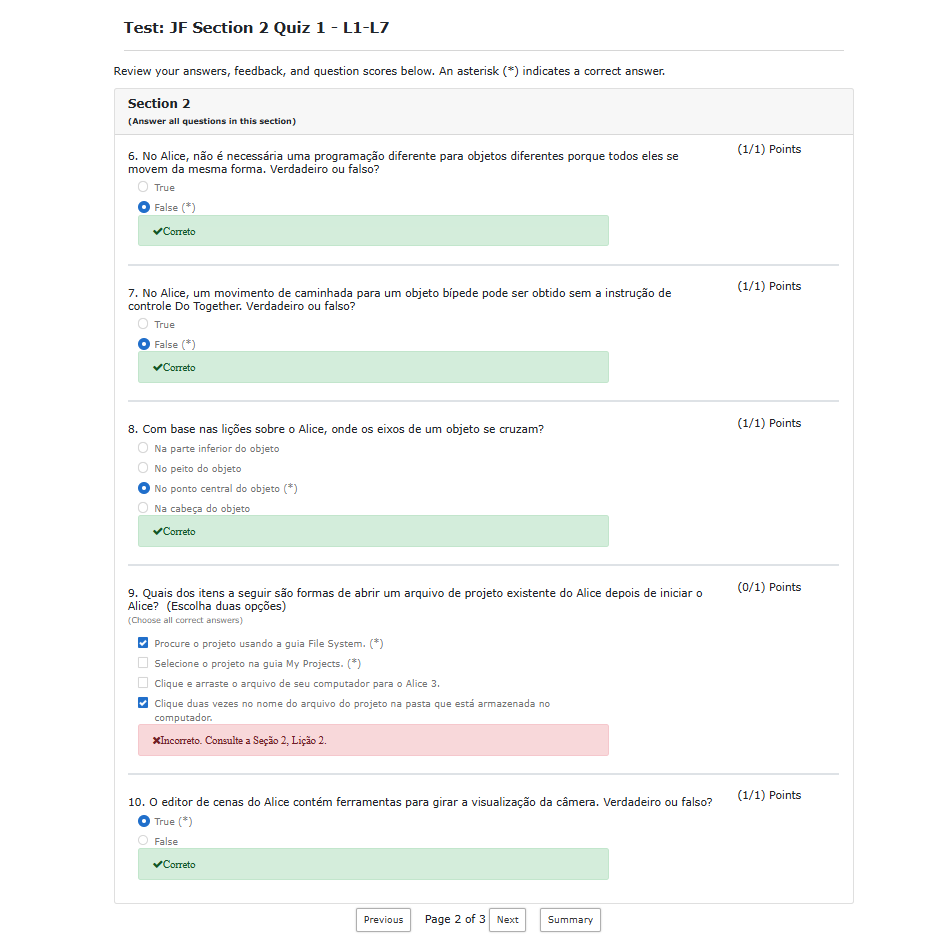 Test: JF Section 2 Quiz 1 - L1-L7
Review your answers, feedback, and question scores below. An asterisk (*) indicates a correct answer.
Section 2
(Answer all questions in this section)
6. No Alice, não é necessária uma programação diferente para objetos diferentes porque todos eles se
movem da mesma forma. Verdadeiro ou falso?
(1/1) Points
True
False (*)
✔Correto
7. No Alice, um movimento de caminhada para um objeto bípede pode ser obtido sem a instrução de
controle Do Together. Verdadeiro ou falso?
(1/1) Points
True
False (*)
✔Correto
8. Com base nas lições sobre o Alice, onde os eixos de um objeto se cruzam?
(1/1) Points
Na parte inferior do objeto
No peito do objeto
No ponto central do objeto (*)
Na cabeça do objeto
✔Correto
9. Quais dos itens a seguir são formas de abrir um arquivo de projeto existente do Alice depois de iniciar o
Alice? (Escolha duas opções)
(0/1) Points
(Choose all correct answers)
Procure o projeto usando a guia File System. (*)
Selecione o projeto na guia My Projects. (*)
Clique e arraste o arquivo de seu computador para o Alice 3.
Clique duas vezes no nome do arquivo do projeto na pasta que está armazenada no
computador.
✖Incorreto. Consulte a Seção 2, Lição 2.
10. O editor de cenas do Alice contém ferramentas para girar a visualização da câmera. Verdadeiro ou falso?
(1/1) Points
True (*)
False
✔Correto
Previous Page 2 of 3 Next Summary